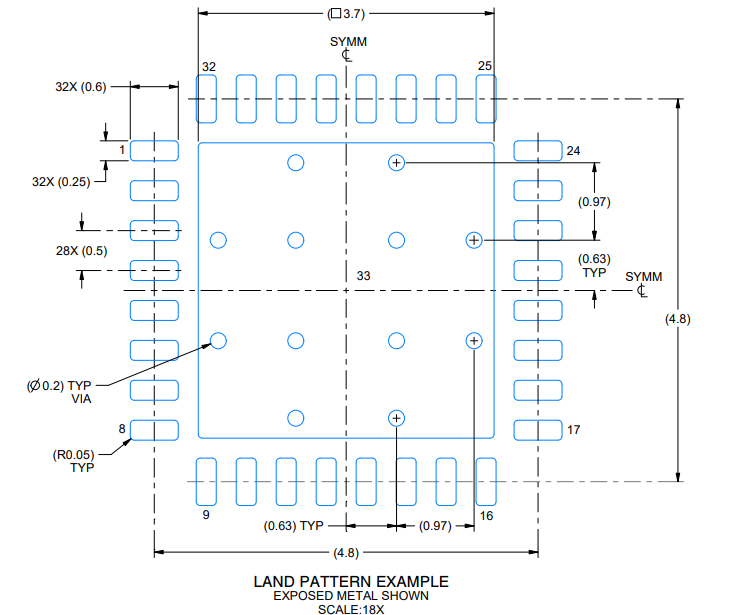 (□3.7)
SYMM
℄
32
25
32X (0.6)
1
24
32X (0.25)
(0.97)
28X (0.5)
(0.63)
TYP
33
SYMM
℄
(4.8)
(Ø0.2) TYP
VIA
8
17
(R0.05)
TYP
9
16
(0.63) TYP
(0.97)
(4.8)
LAND PATTERN EXAMPLE
EXPOSED METAL SHOWN
SCALE:18X